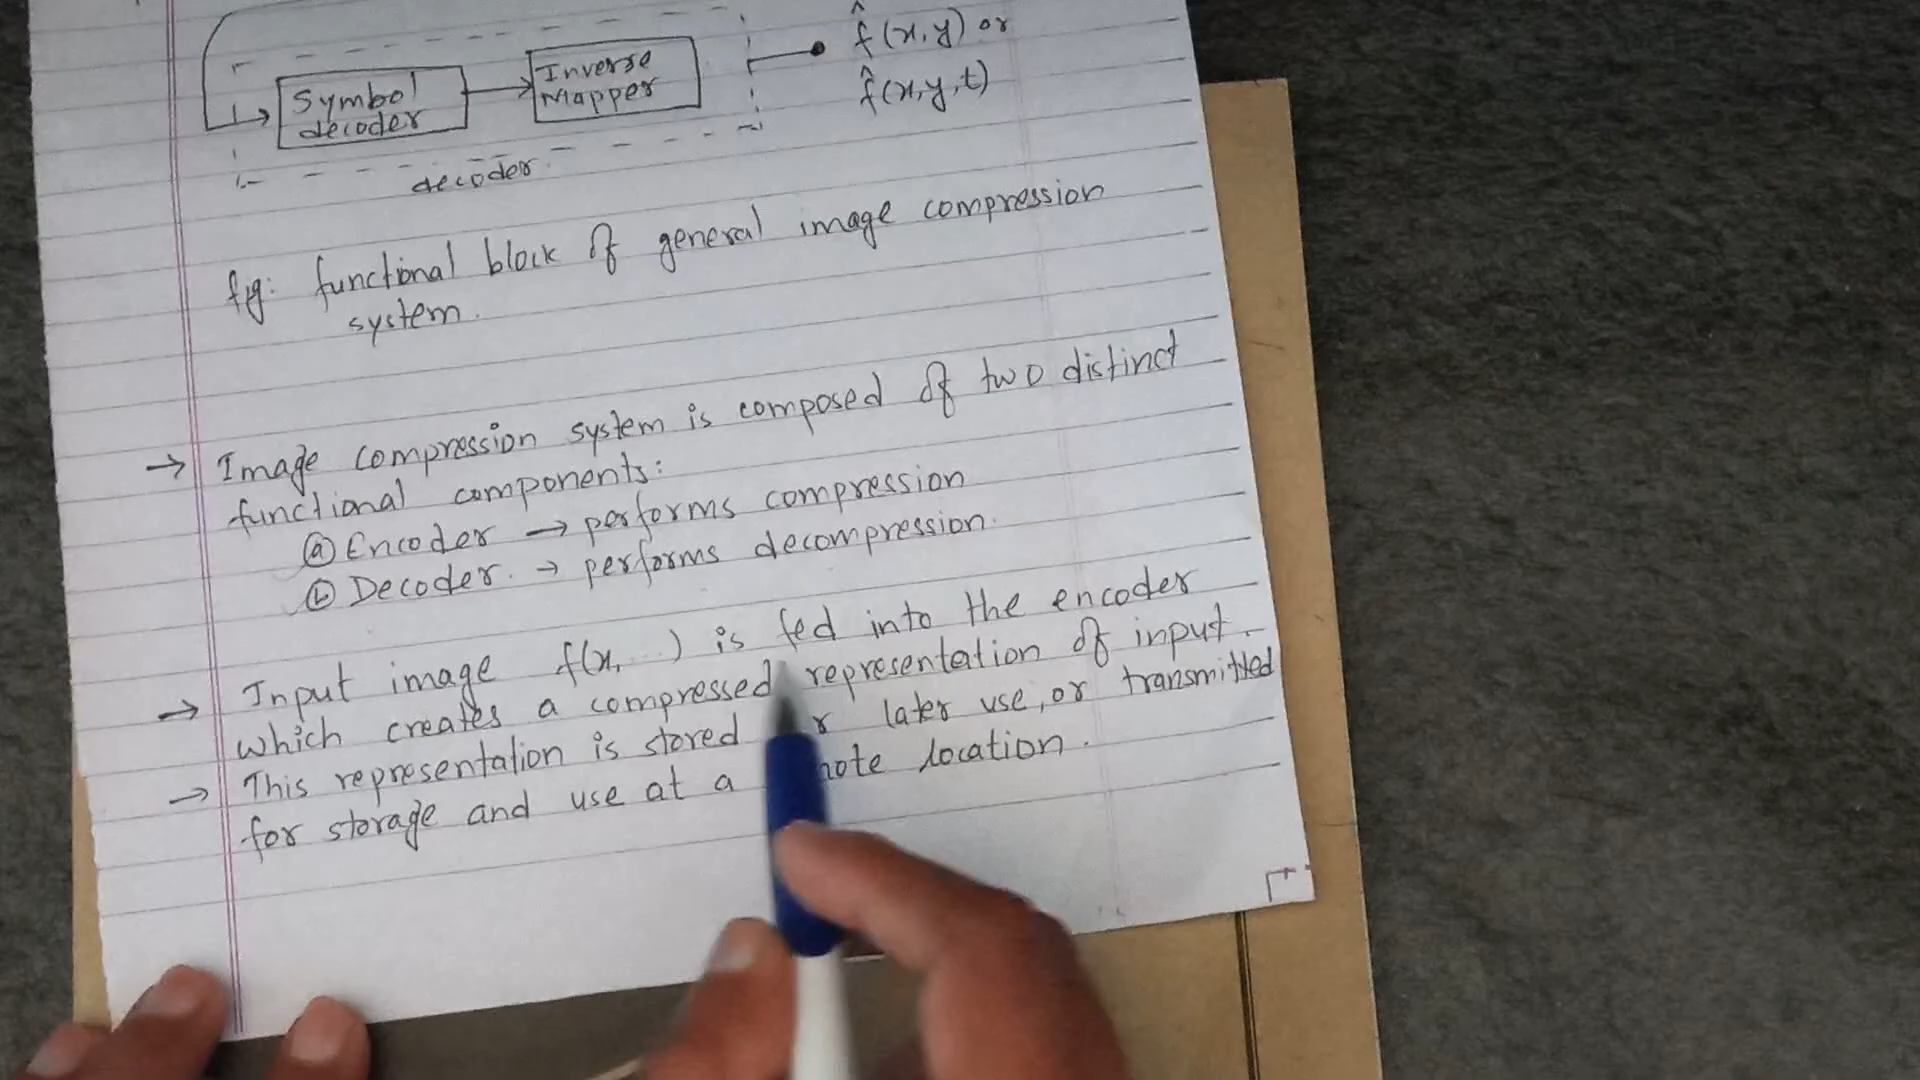 f̂(x,y) or
f̂(x,y,t)
Symbol
decoder
Inverse
Mapper
decoder
fig: functional block of general image compression
system.
→ Image compression system is composed of two distinct
functional components:
ⓐ Encoder → performs compression
ⓑ Decoder. → performs decompression.
→ Input image f(x, ...) is fed into the encoder
which creates a compressed representation of input.
→ This representation is stored later use, or transmitted
for storage and use at a location.